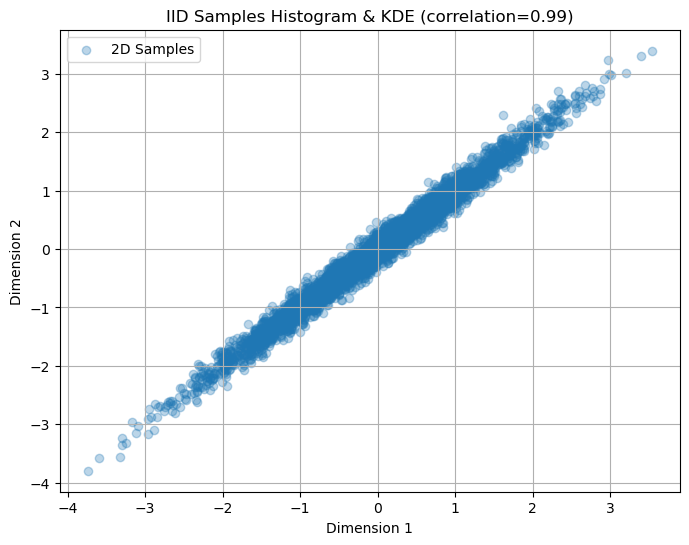 IID Samples Histogram & KDE (correlation=0.99)
2D Samples
3
2
1
0
−1
−2
−3
−4
Dimension 2
−4 −3 −2 −1 0 1 2 3
Dimension 1